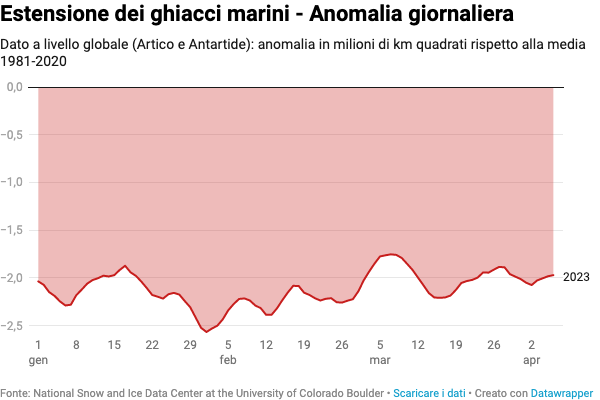 Estensione dei ghiacci marini - Anomalia giornaliera
Dato a livello globale (Artico e Antartide): anomalia in milioni di km quadrati rispetto alla media
1981-2020
0,0
−0,5
−1,0
−1,5
−2,0
−2,5
2023
1 8 15 22 29 5 12 19 26 5 12 19 26 2
gen feb mar apr
Fonte: National Snow and Ice Data Center at the University of Colorado Boulder • Scaricare i dati • Creato con Datawrapper